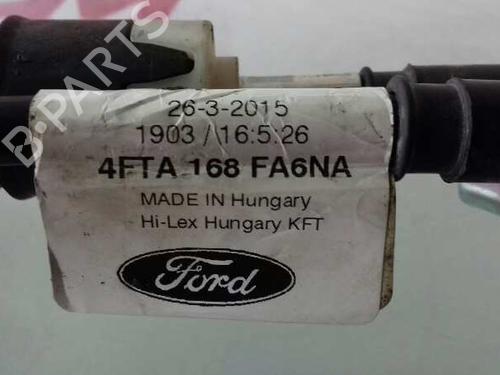 26-3-2015
1903 / 16:5:26
4FTA 168 FA6NA
MADE IN Hungary
Hi-Lex Hungary KFT
Ford
B-PARTS